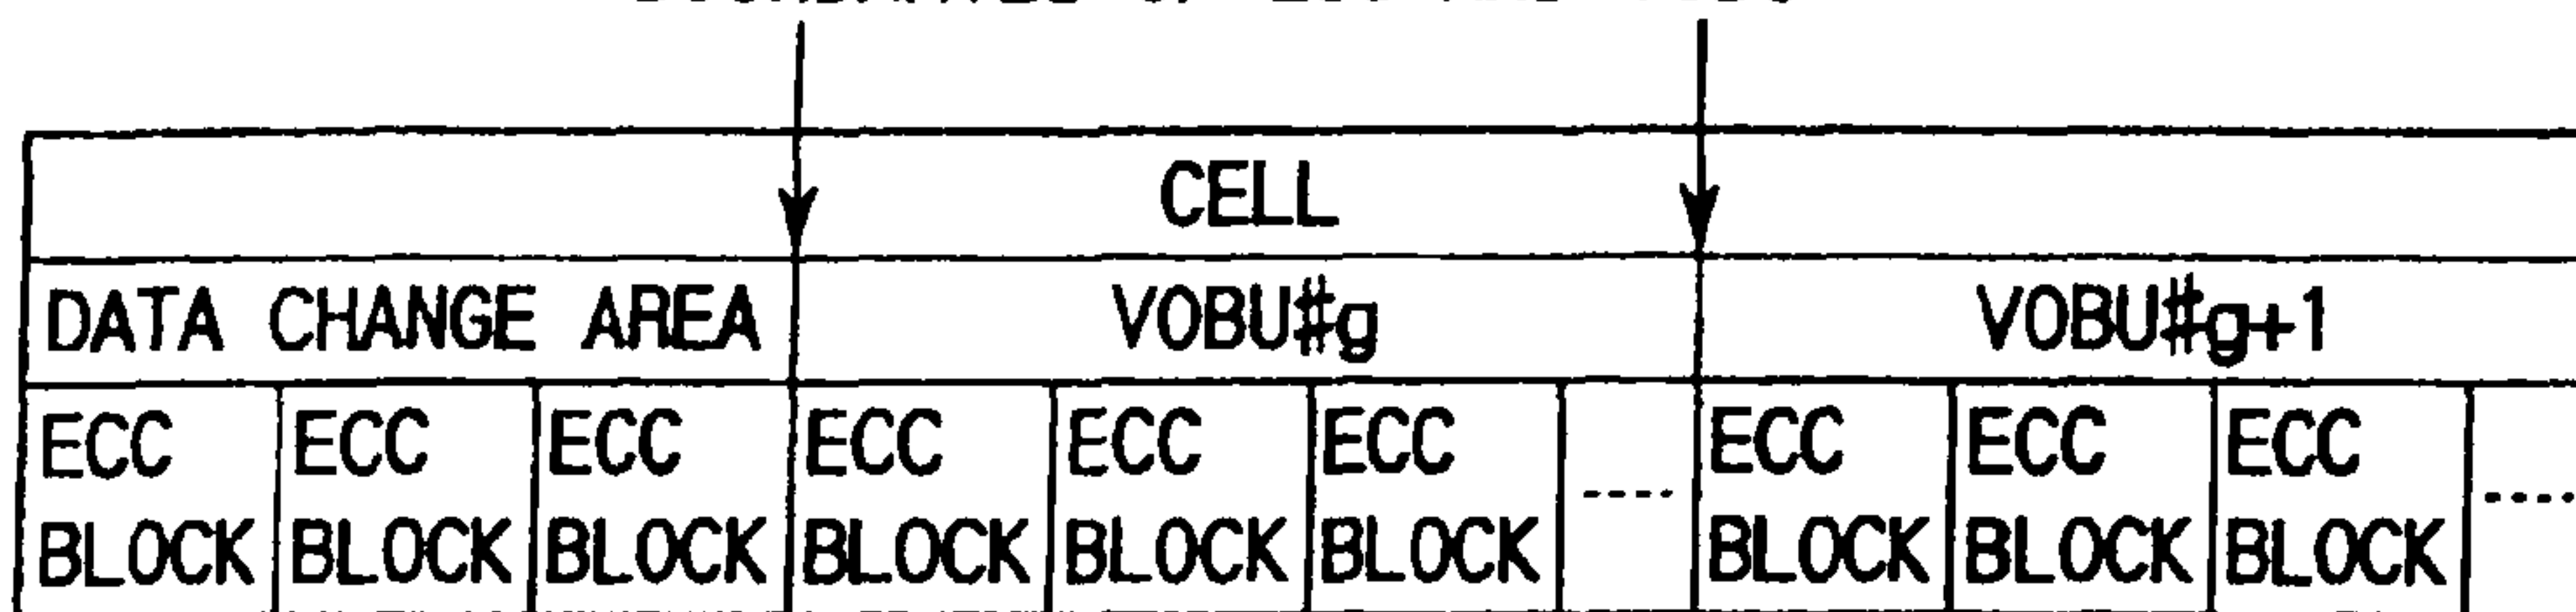 CELL
DATA CHANGE AREA VOBU#g VOBU#g+1
ECC ECC ECC ECC ECC ECC ---- ECC ECC ECC ----
BLOCK BLOCK BLOCK BLOCK BLOCK BLOCK BLOCK BLOCK BLOCK